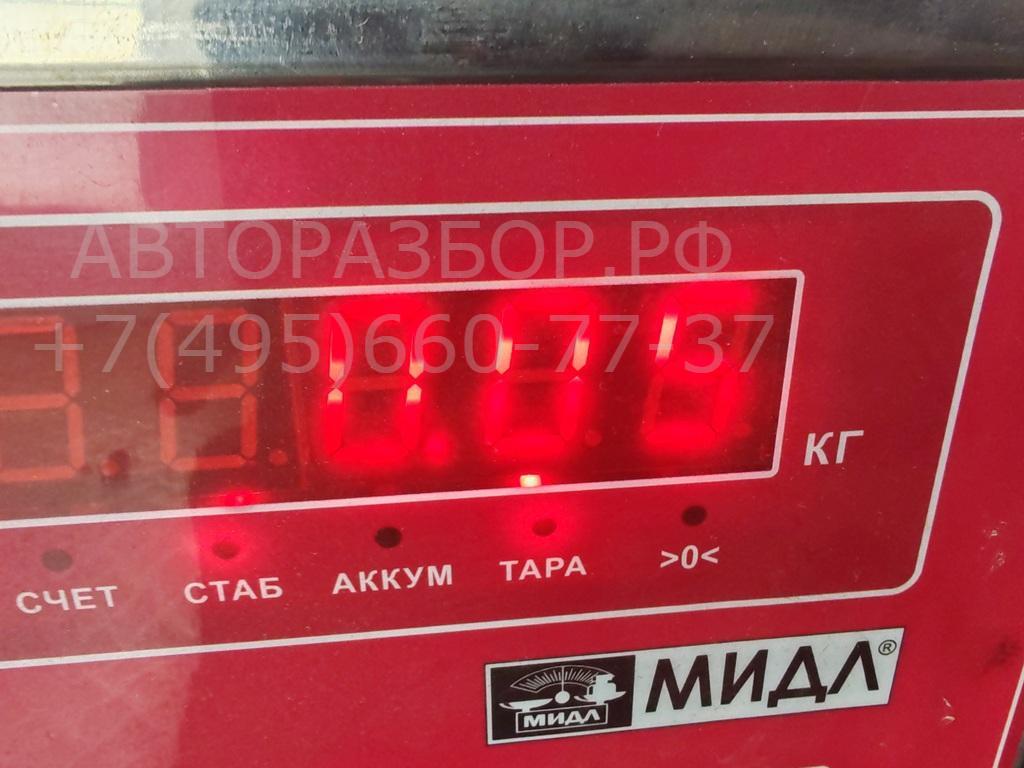 АВТОРАЗБОР.РФ
+7(495)660-77-37
КГ
СЧЕТ СТАБ АККУМ ТАРА >0<
МИДЛ МИДЛ®